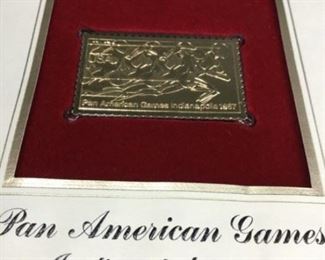 Pan American Games Indianapolis 1987
Pan American Games